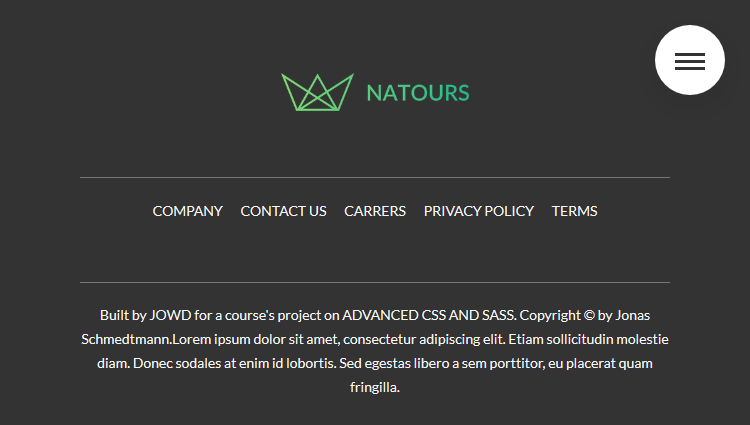 NATOURS
COMPANY CONTACT US CARRERS PRIVACY POLICY TERMS
Built by JOWD for a course's project on ADVANCED CSS AND SASS. Copyright © by Jonas
Schmedtmann.Lorem ipsum dolor sit amet, consectetur adipiscing elit. Etiam sollicitudin molestie
diam. Donec sodales at enim id lobortis. Sed egestas libero a sem porttitor, eu placerat quam
fringilla.